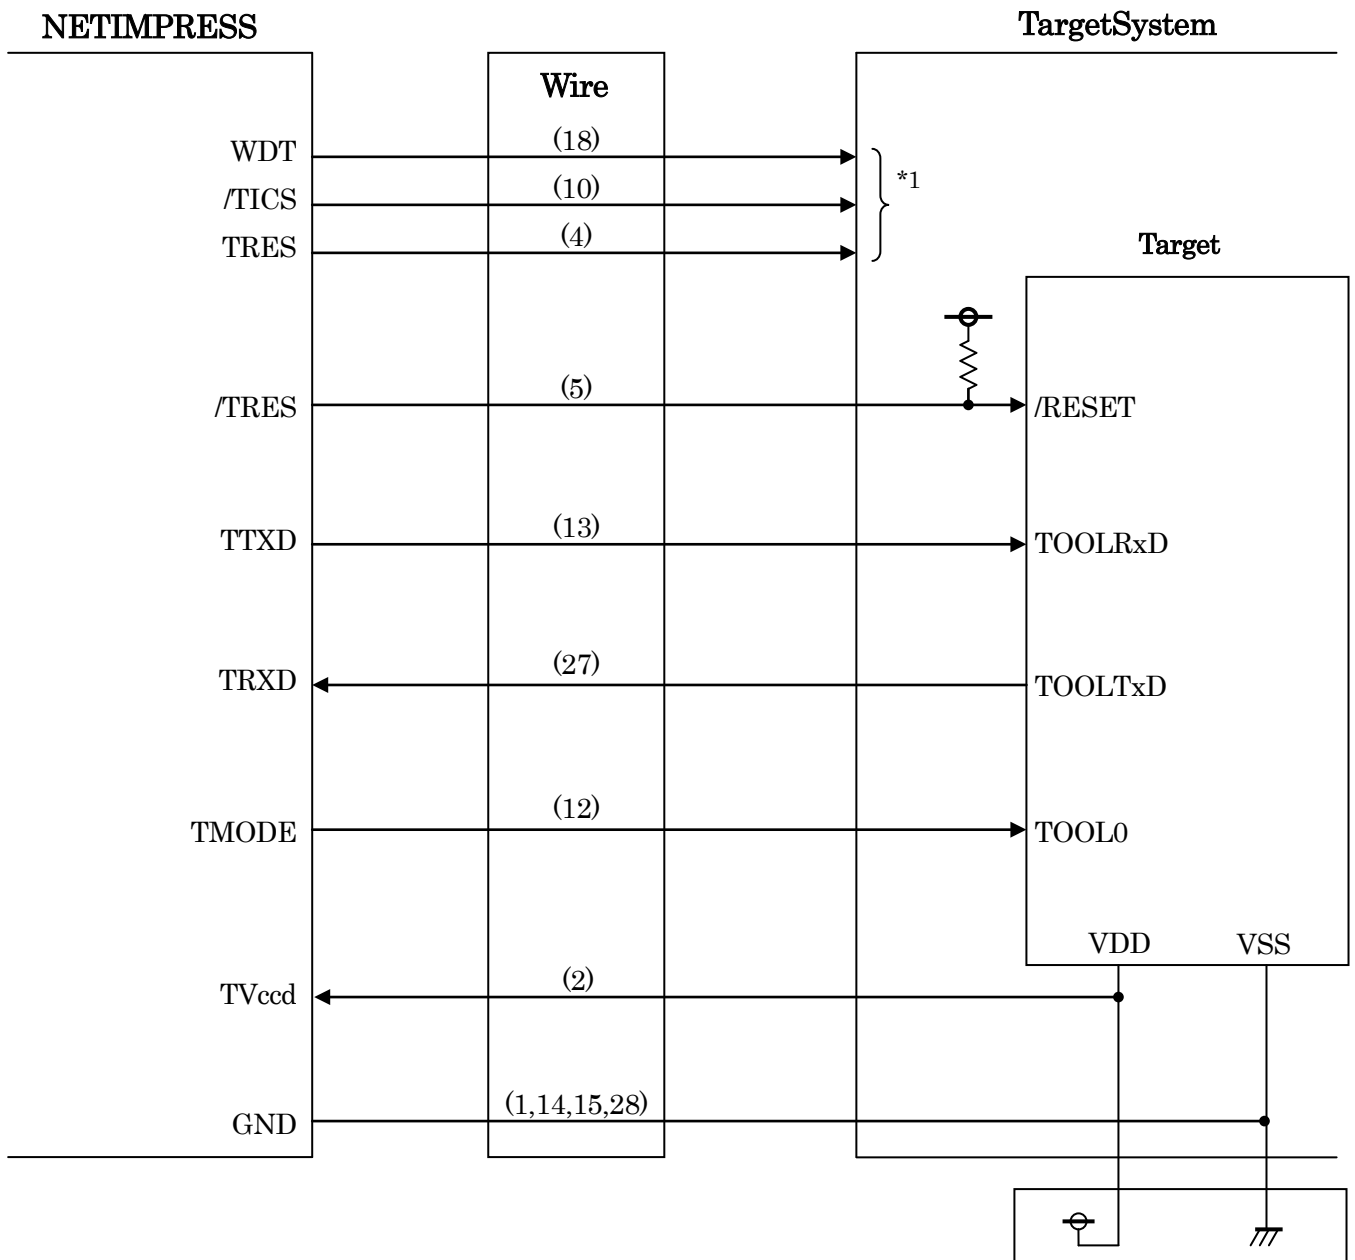 NETIMPRESS
TargetSystem
Wire
WDT
(18)
*1
/TICS
(10)
TRES
(4)
Target
/TRES
(5)
/RESET
TTXD
(13)
TOOLRxD
TRXD
(27)
TOOLTxD
TMODE
(12)
TOOL0
VDD
VSS
TVccd
(2)
GND
(1,14,15,28)